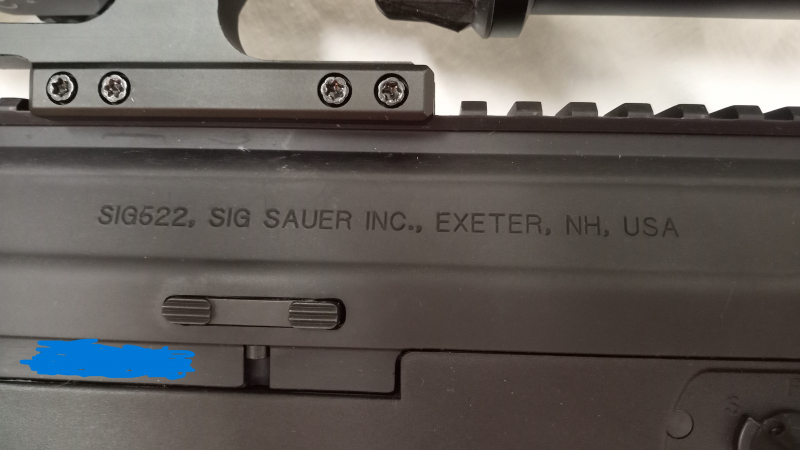 SIG522, SIG SAUER INC., EXETER, NH, USA
S
F